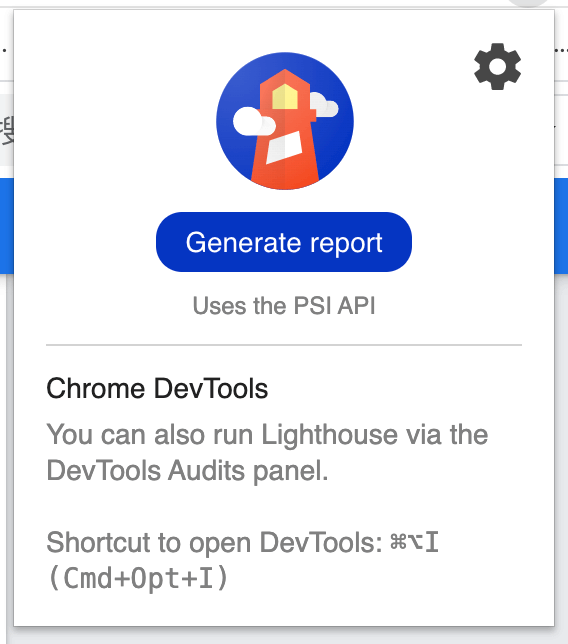 Generate report
Uses the PSI API
Chrome DevTools
You can also run Lighthouse via the
DevTools Audits panel.
Shortcut to open DevTools: ⌘⌥I
(Cmd+Opt+I)